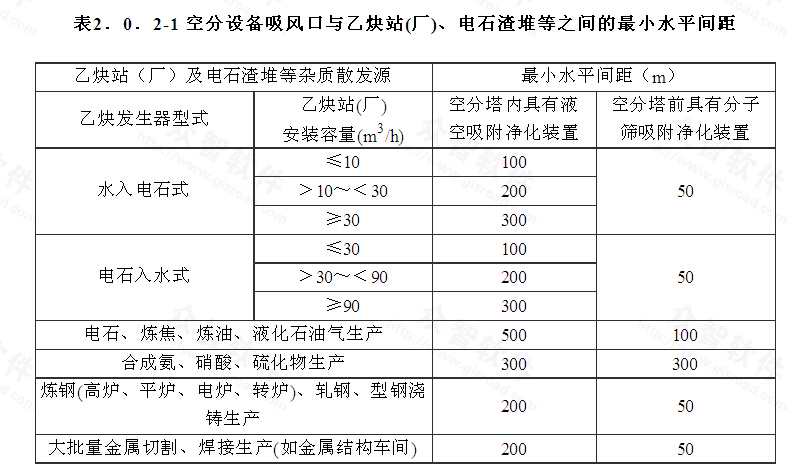 表2．0．2-1 空分设备吸风口与乙炔站(厂)、电石渣堆等之间的最小水平间距
乙炔站（厂）及电石渣堆等杂质散发源
最小水平间距（m）
乙炔发生器型式
乙炔站(厂)
安装容量(m³/h)
空分塔内具有液
空吸附净化装置
空分塔前具有分子
筛吸附净化装置
水入电石式
≤10
100
50
＞10～＜30
200
≥30
300
电石入水式
≤30
100
50
＞30～＜90
200
≥90
300
电石、炼焦、炼油、液化石油气生产
500
100
合成氨、硝酸、硫化物生产
300
300
炼钢(高炉、平炉、电炉、转炉)、轧钢、型钢浇
铸生产
200
50
大批量金属切割、焊接生产(如金属结构车间)
200
50